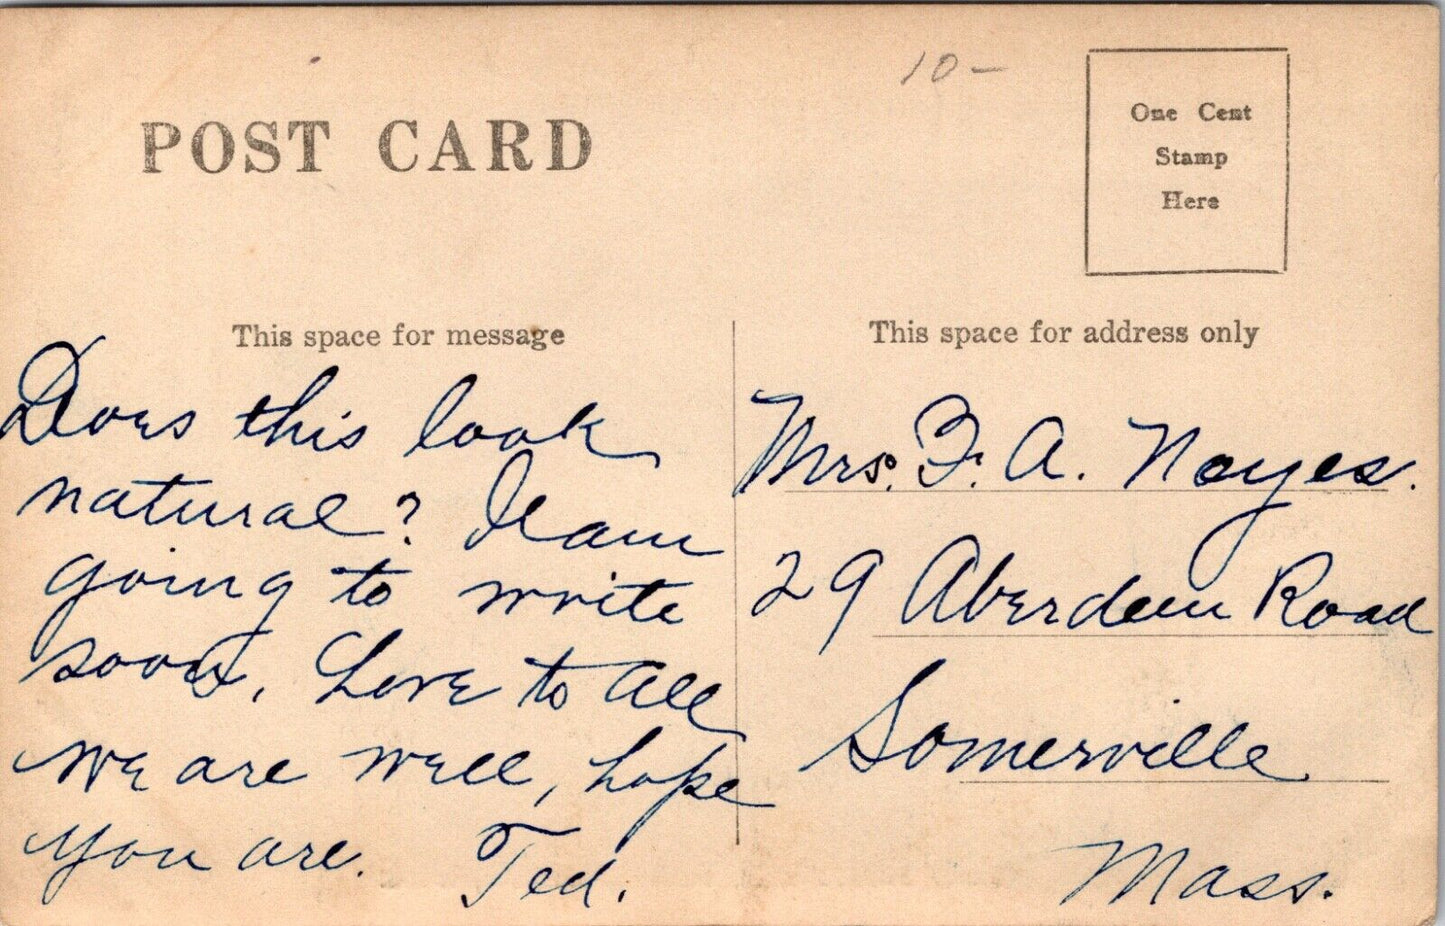 10-
POST CARD
One Cent
Stamp
Here
This space for message
Does this look
natural? I am
going to write
soon. Love to all
we are well, hope
you are. Ted.
This space for address only
Mrs. F. A. Noyes.
29 Aberdeen Road
Somerville
Mass.